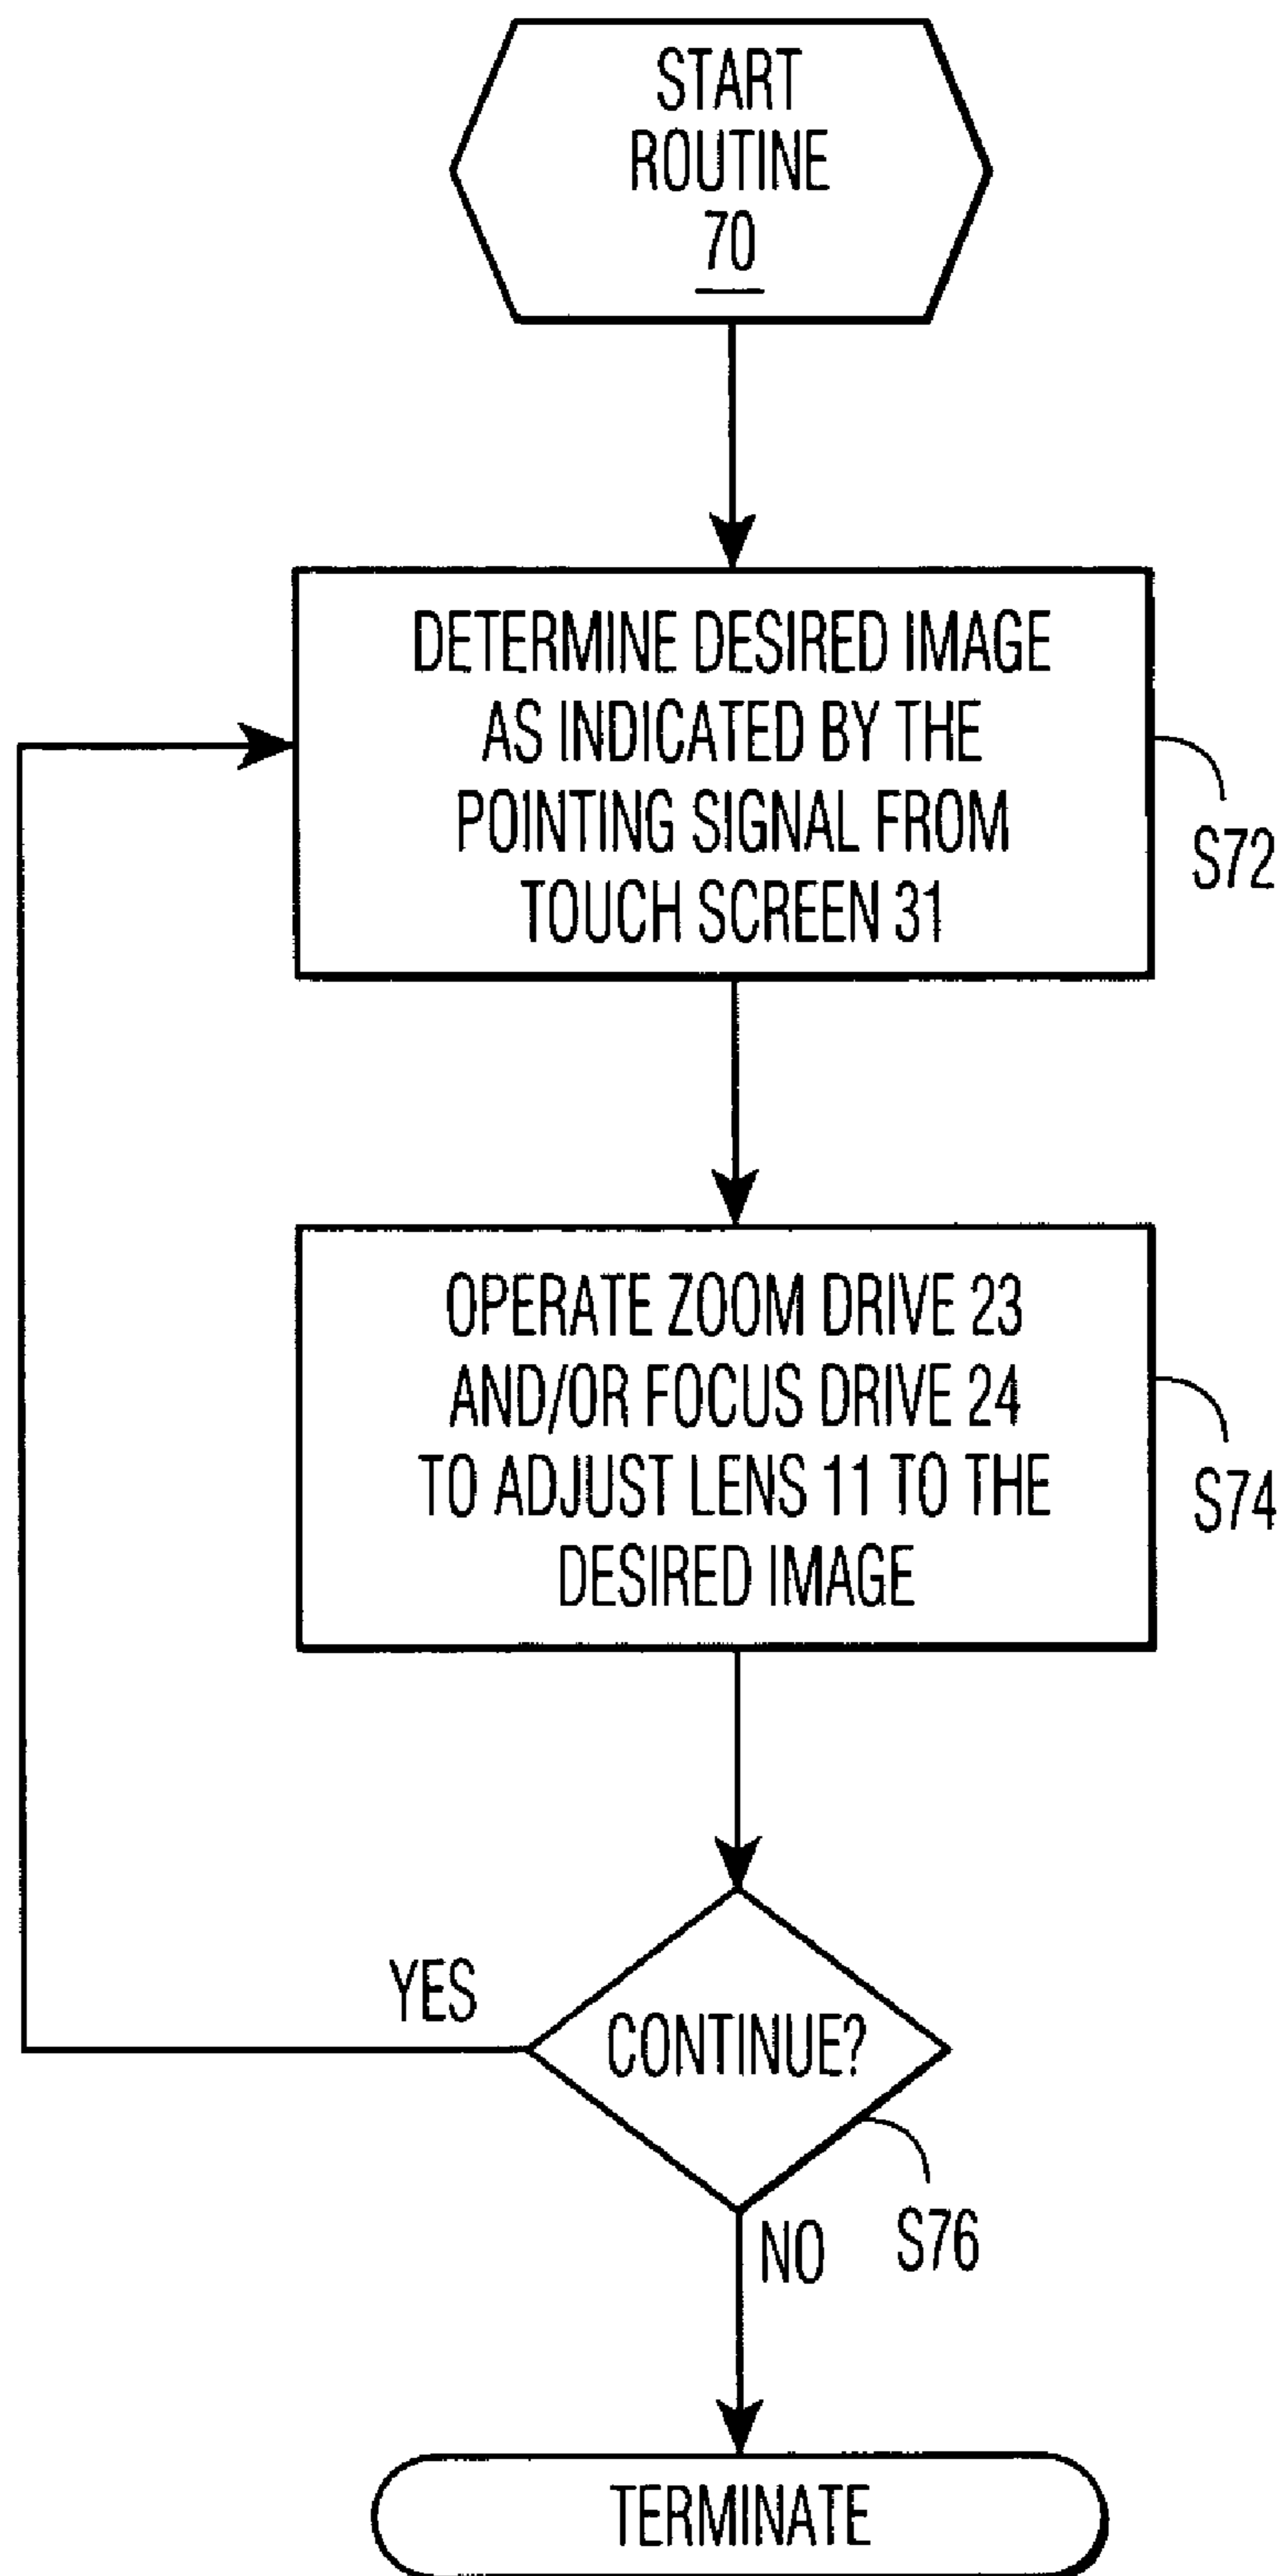 START
ROUTINE
70
DETERMINE DESIRED IMAGE
AS INDICATED BY THE
POINTING SIGNAL FROM
TOUCH SCREEN 31
S72
OPERATE ZOOM DRIVE 23
AND/OR FOCUS DRIVE 24
TO ADJUST LENS 11 TO THE
DESIRED IMAGE
S74
YES
CONTINUE?
S76
NO
TERMINATE